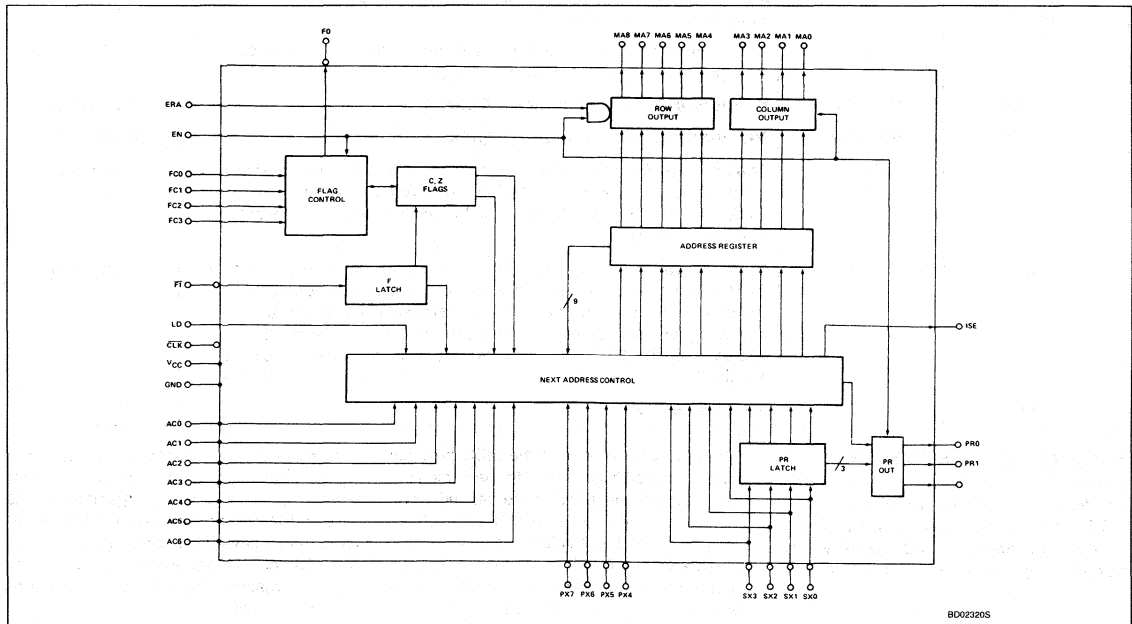 FO
MA8 MA7 MA6 MA5 MA4 MA3 MA2 MA1 MA0
ERA
EN
ROW
OUTPUT
COLUMN
OUTPUT
FC0
FC1
FC2
FC3
FLAG
CONTROL
C, Z
FLAGS
ADDRESS REGISTER
FI
F
LATCH
9
LD
CLK
VCC
GND
ISE
NEXT ADDRESS CONTROL
AC0
AC1
AC2
AC3
AC4
AC5
AC6
PR
LATCH
3
PR
OUT
PR0
PR1
PX7 PX6 PX5 PX4
SX3 SX2 SX1 SX0
BD02320S